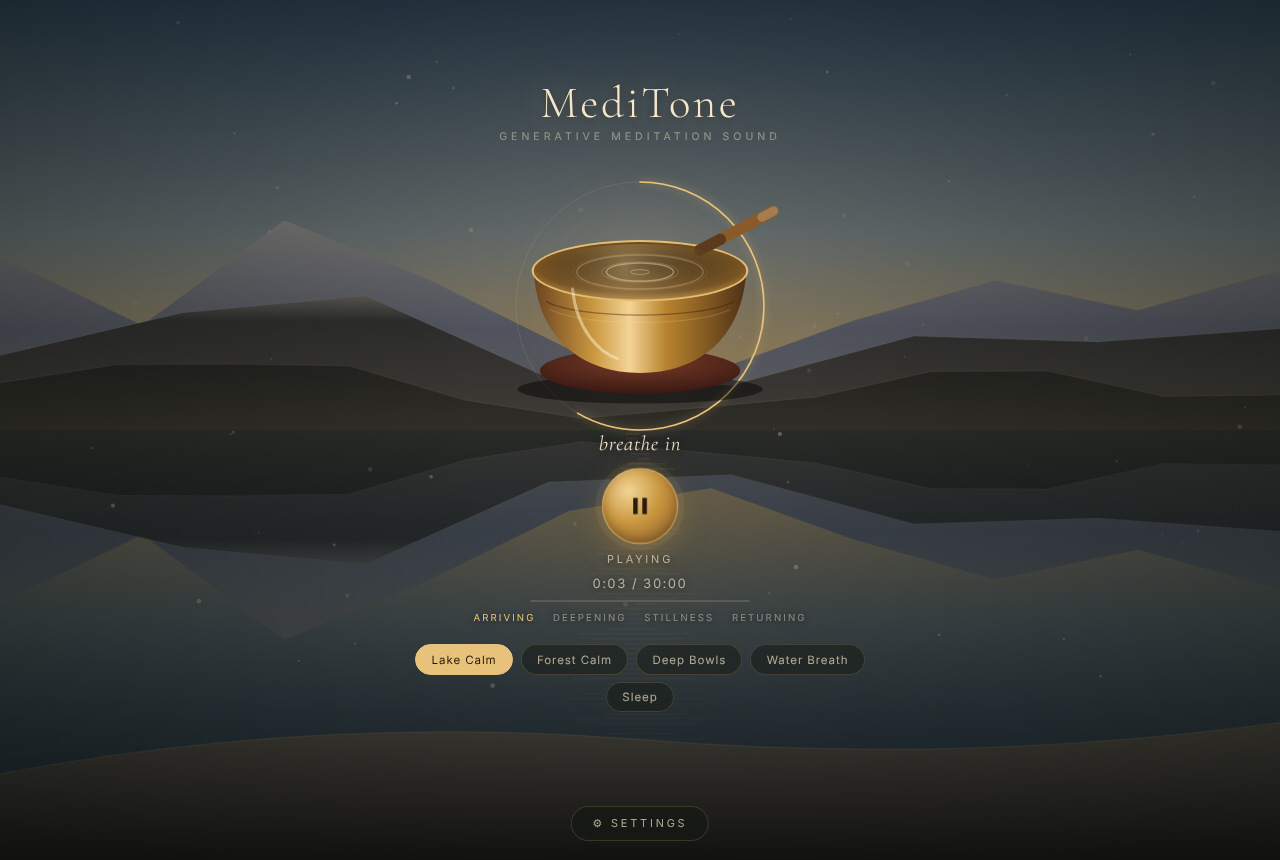 MediTone
GENERATIVE MEDITATION SOUND
breathe in
PLAYING
0:03 / 30:00
ARRIVING DEEPENING STILLNESS RETURNING
Lake Calm Forest Calm Deep Bowls Water Breath
Sleep
⚙ SETTINGS